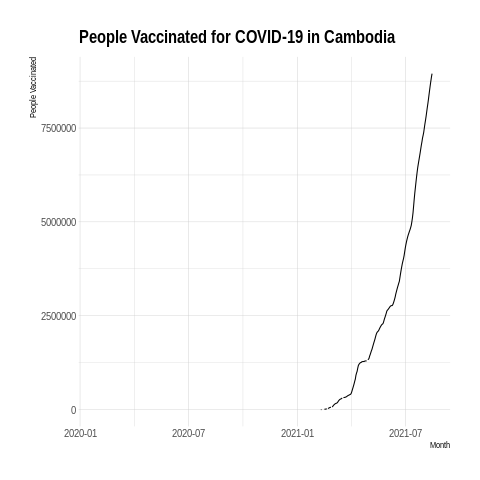 People Vaccinated for COVID-19 in Cambodia
People Vaccinated
7500000
5000000
2500000
0
2020-01 2020-07 2021-01 2021-07
Month